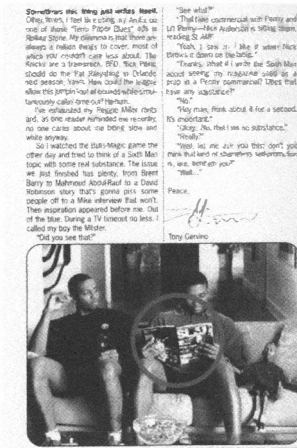 Sometimes this thing just writes itself.
Other times, I feel like using my AmEx on
one of those "Terry Paper Blues" ads in
Rolling Stone. My dilemma is that there are
always a million things to cover, most of
which you couldn't care less about. The
Knicks are a trainwreck. BFD. Rick Pitino
should do the Pat Riley thing in Orlando
next season. Yawn. How could the league
allow this jumpin'-out-of-bounds-while-simul-
taneously-callin'-time-out? Ho-hum.
I've exhausted my Reggie Miller rants
and, as one reader reminded me recently,
no one cares about me being slow and
white anyway.
So I watched the Bulls-Magic game the
other day and tried to think of a Sixth Man
topic with some real substance. The issue
we just finished has plenty, from Brent
Barry to Mahmoud Abdul-Rauf to a David
Robinson story that's gonna piss some
people off to a Mike interview that won't.
Then inspiration appeared before me. Out
of the blue. During a TV timeout no less. I
called my boy the Milster.
"Did you see that?"
"See what?"
"That fake commercial with Penny and
Lil' Penny—Nick Anderson is sitting there,
reading SLAM!"
"Yeah, I saw it. I like it when Nick
throws it down on the table."
"Thanks. What if I write the Sixth Man
about seeing my magazine used as a
prop in a Penny commercial? Does that
have any substance?"
"No."
"Hey man, think about it for a second.
It's important."
"Okay. No, that has no substance."
"Really?"
"Well, let me ask you this: don't you
think that kind of shameless self-promotion
is, like, beneath you?"
"Well..."
Peace,
Tony Gervino